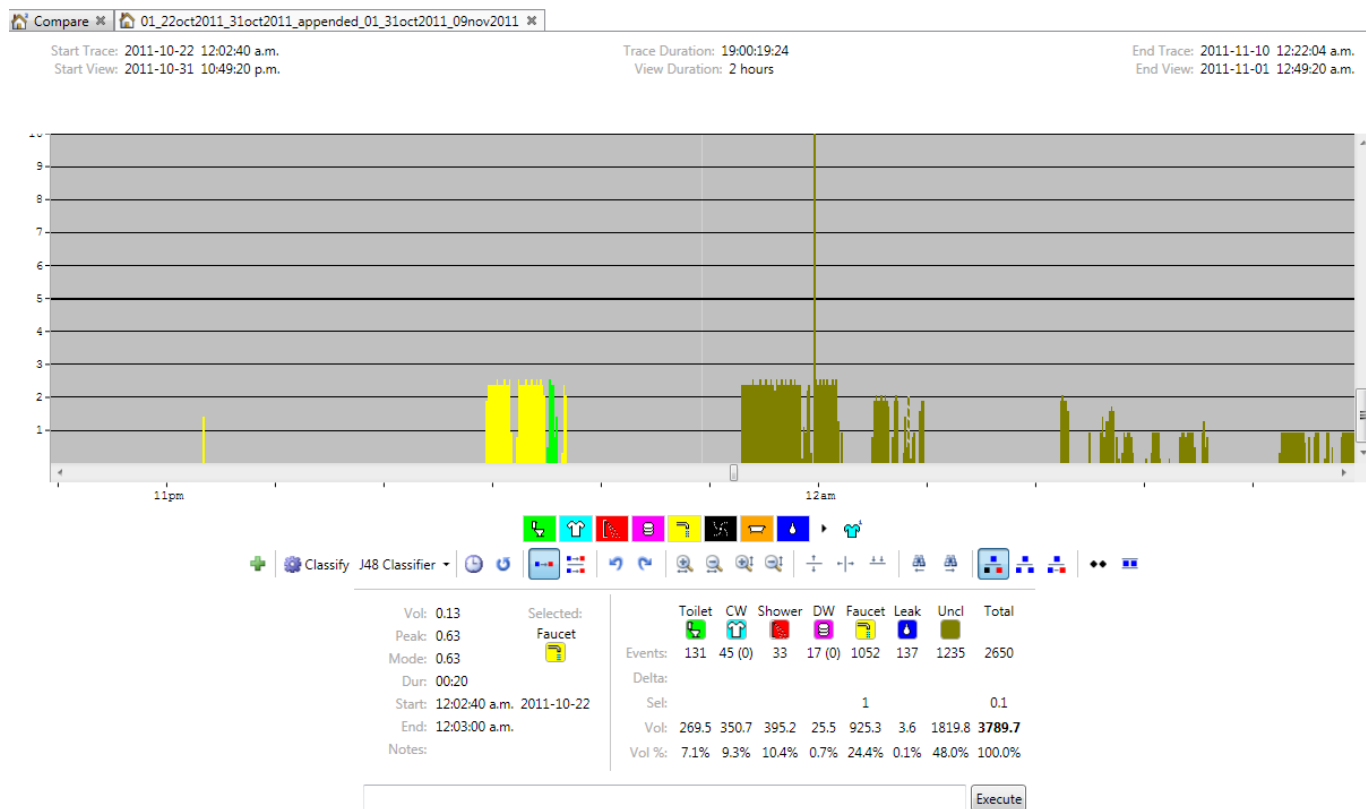 Compare 01_22oct2011_31oct2011_appended_01_31oct2011_09nov2011
Start Trace: 2011-10-22 12:02:40 a.m. Trace Duration: 19:00:19:24 End Trace: 2011-11-10 12:22:04 a.m.
Start View: 2011-10-31 10:49:20 p.m. View Duration: 2 hours End View: 2011-11-01 12:49:20 a.m.
10
9
8
7
6
5
4
3
2
1
11pm 12am
Classify J48 Classifier
Vol: 0.13 Selected: Toilet CW Shower DW Faucet Leak Uncl Total
Peak: 0.63 Faucet
Mode: 0.63 Events: 131 45 (0) 33 17 (0) 1052 137 1235 2650
Dur: 00:20 Delta:
Start: 12:02:40 a.m. 2011-10-22 Sel: 1 0.1
End: 12:03:00 a.m. Vol: 269.5 350.7 395.2 25.5 925.3 3.6 1819.8 3789.7
Notes: Vol %: 7.1% 9.3% 10.4% 0.7% 24.4% 0.1% 48.0% 100.0%
Execute